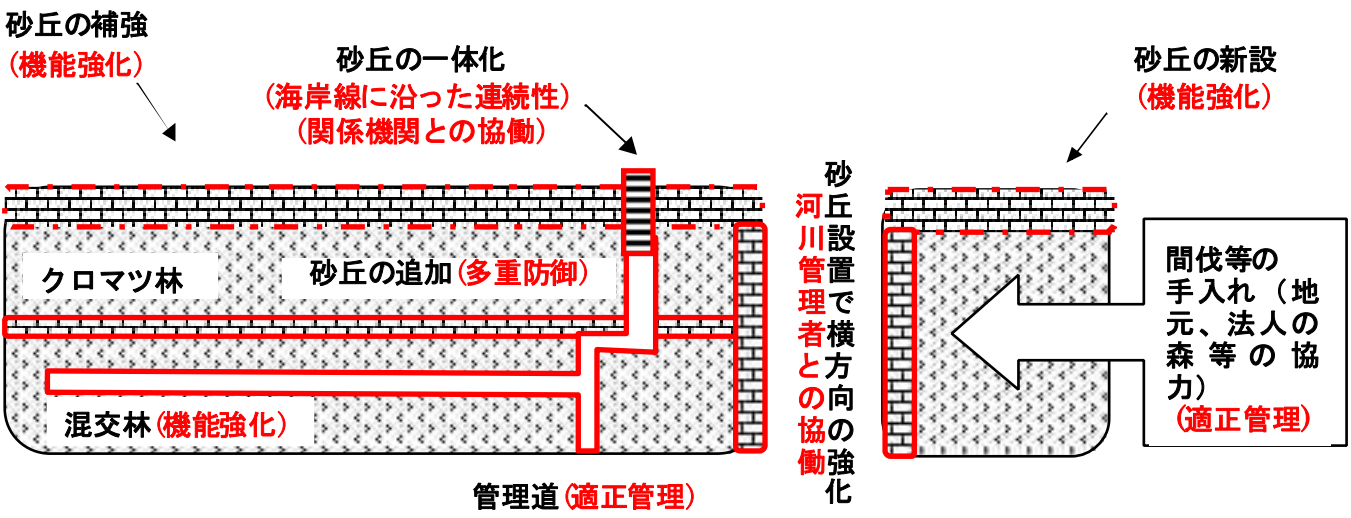 砂丘の補強
(機能強化)
砂丘の一体化
(海岸線に沿った連続性)
(関係機関との協働)
砂丘の新設
(機能強化)
砂丘設置で横方向の強化
河川管理者との協働
クロマツ林
砂丘の追加(多重防御)
混交林(機能強化)
管理道(適正管理)
間伐等の
手入れ（地
元、法人の
森等の協
力）
(適正管理)